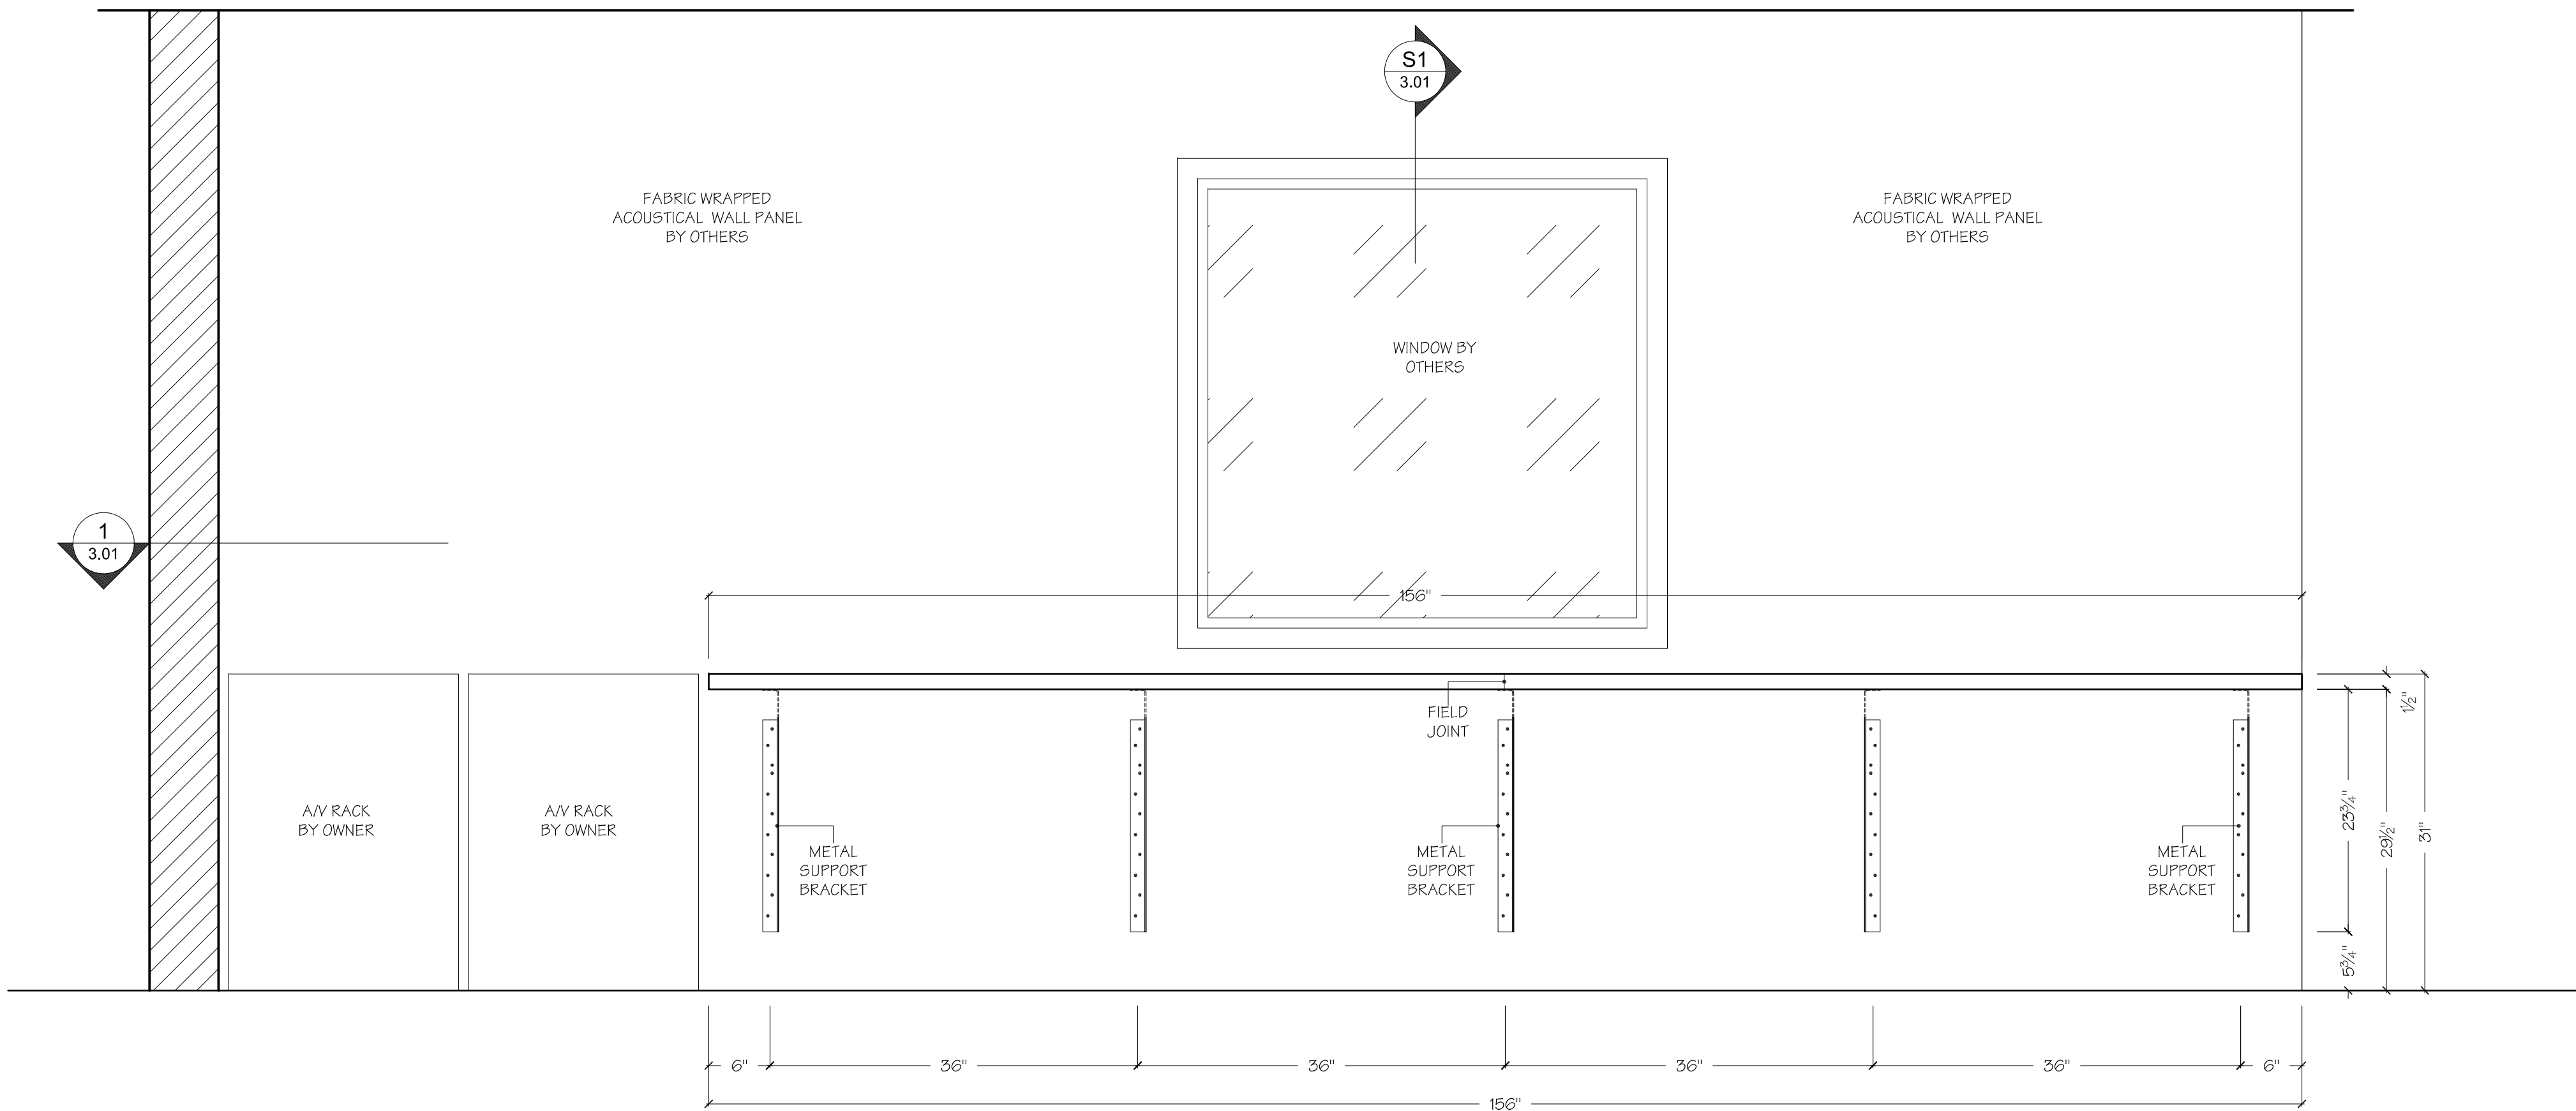 S1
3.01
FABRIC WRAPPED
ACOUSTICAL WALL PANEL
BY OTHERS
FABRIC WRAPPED
ACOUSTICAL WALL PANEL
BY OTHERS
WINDOW BY
OTHERS
1
3.01
156"
FIELD
JOINT
1½"
A/V RACK
BY OWNER
A/V RACK
BY OWNER
23¾"
29½"
31"
METAL
SUPPORT
BRACKET
METAL
SUPPORT
BRACKET
METAL
SUPPORT
BRACKET
5¾"
6"
36"
36"
36"
36"
6"
156"